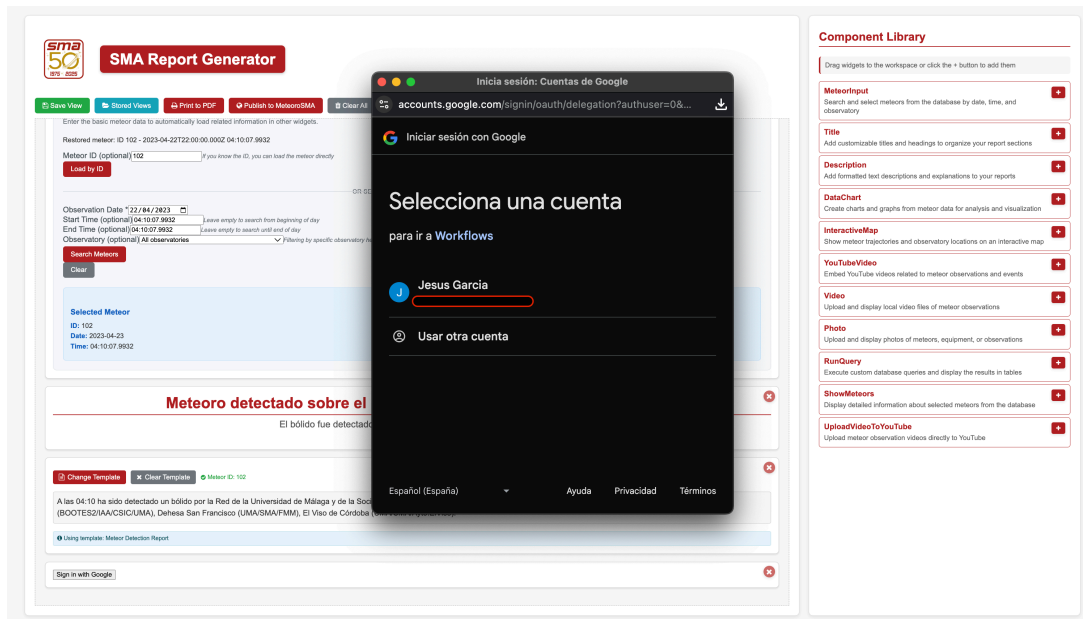 sma
50
1975 - 2025
SMA Report Generator
Save View
Stored Views
Print to PDF
Publish to MeteorsSMA
Clear All
Enter the basic meteor data to automatically load related information in other widgets.
Restored meteor: ID 102 - 2023-04-22T22:00:00.000Z 04:10:07.9932
Meteor ID (optional) 102 If you know the ID, you can load the meteor directly
Load by ID
OR SE
Observation Date * 22/04/2023
Start Time (optional) 04:10:07.9932 Leave empty to search from beginning of day
End Time (optional) 04:10:07.9932 Leave empty to search until end of day
Observatory (optional) All observatories Filtering by specific observatory he
Search Meteors
Clear
Selected Meteor
ID: 102
Date: 2023-04-23
Time: 04:10:07.9932
Meteoro detectado sobre el
El bólido fue detectado
Change Template
Clear Template
Meteor ID: 102
A las 04:10 ha sido detectado un bólido por la Red de la Universidad de Málaga y de la Soci
(BOOTES2/IAA/CSIC/UMA), Dehesa San Francisco (UMA/SMA/FMM), El Viso de Córdoba
Using template: Meteor Detection Report
Sign in with Google
Inicia sesión: Cuentas de Google
accounts.google.com/signin/oauth/delegation?authuser=0&...
Iniciar sesión con Google
Selecciona una cuenta
para ir a Workflows
J
Jesus Garcia
Usar otra cuenta
Español (España)
Ayuda
Privacidad
Términos
Component Library
Drag widgets to the workspace or click the + button to add them
MeteorInput
Search and select meteors from the database by date, time, and
observatory
Title
Add customizable titles and headings to organize your report sections
Description
Add formatted text descriptions and explanations to your reports
DataChart
Create charts and graphs from meteor data for analysis and visualization
InteractiveMap
Show meteor trajectories and observatory locations on an interactive map
YouTubeVideo
Embed YouTube videos related to meteor observations and events
Video
Upload and display local video files of meteor observations
Photo
Upload and display photos of meteors, equipment, or observations
RunQuery
Execute custom database queries and display the results in tables
ShowMeteors
Display detailed information about selected meteors from the database
UploadVideoToYouTube
Upload meteor observation videos directly to YouTube